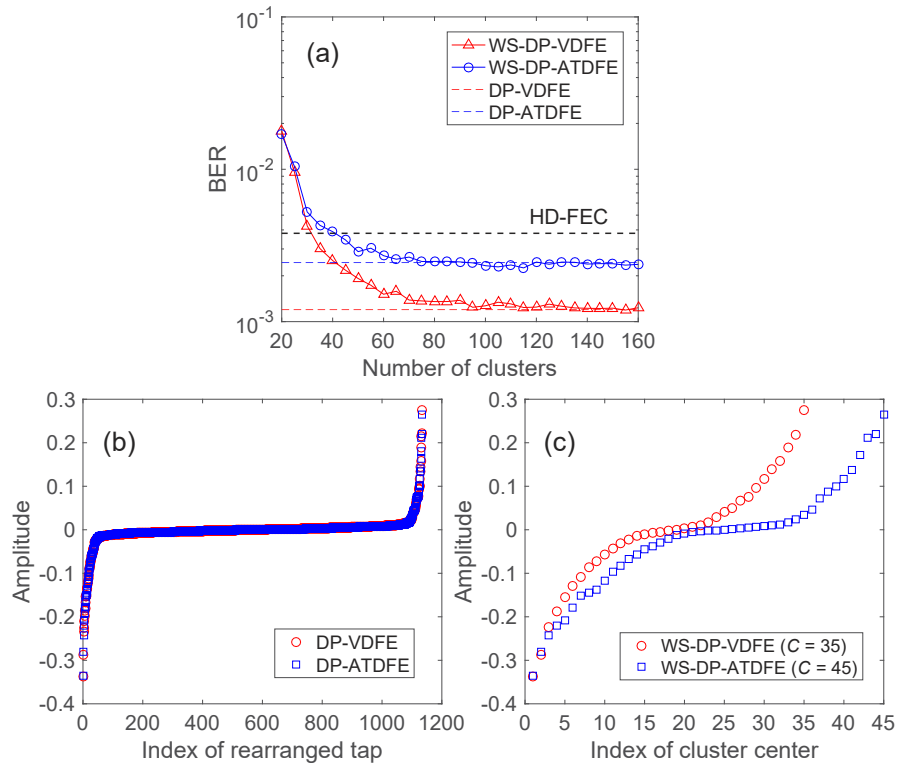 (a)
WS-DP-VDFE
WS-DP-ATDFE
DP-VDFE
DP-ATDFE
HD-FEC
BER
10^-1
10^-2
10^-3
20 40 60 80 100 120 140 160
Number of clusters
(b)
Amplitude
0.3
0.2
0.1
0
-0.1
-0.2
-0.3
-0.4
DP-VDFE
DP-ATDFE
0 200 400 600 800 1000 1200
Index of rearranged tap
(c)
Amplitude
0.3
0.2
0.1
0
-0.1
-0.2
-0.3
-0.4
WS-DP-VDFE (C = 35)
WS-DP-ATDFE (C = 45)
0 5 10 15 20 25 30 35 40 45
Index of cluster center